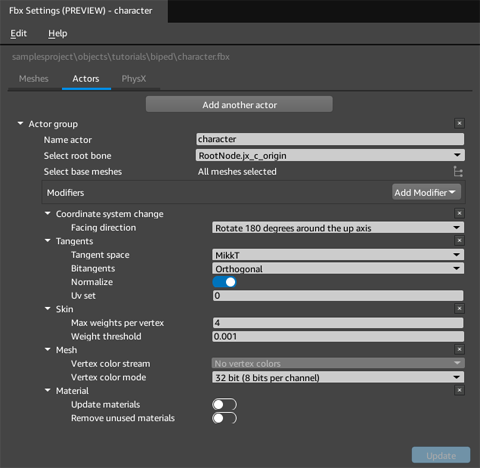 Fbx Settings (PREVIEW) - character
Edit Help
samplesproject\objects\tutorials\biped\character.fbx
Meshes Actors PhysX
Add another actor
Actor group
Name actor character
Select root bone RootNode.jx_c_origin
Select base meshes All meshes selected
Modifiers Add Modifier
Coordinate system change
Facing direction Rotate 180 degrees around the up axis
Tangents
Tangent space MikkT
Bitangents Orthogonal
Normalize
Uv set 0
Skin
Max weights per vertex 4
Weight threshold 0.001
Mesh
Vertex color stream No vertex colors
Vertex color mode 32 bit (8 bits per channel)
Material
Update materials
Remove unused materials
Update